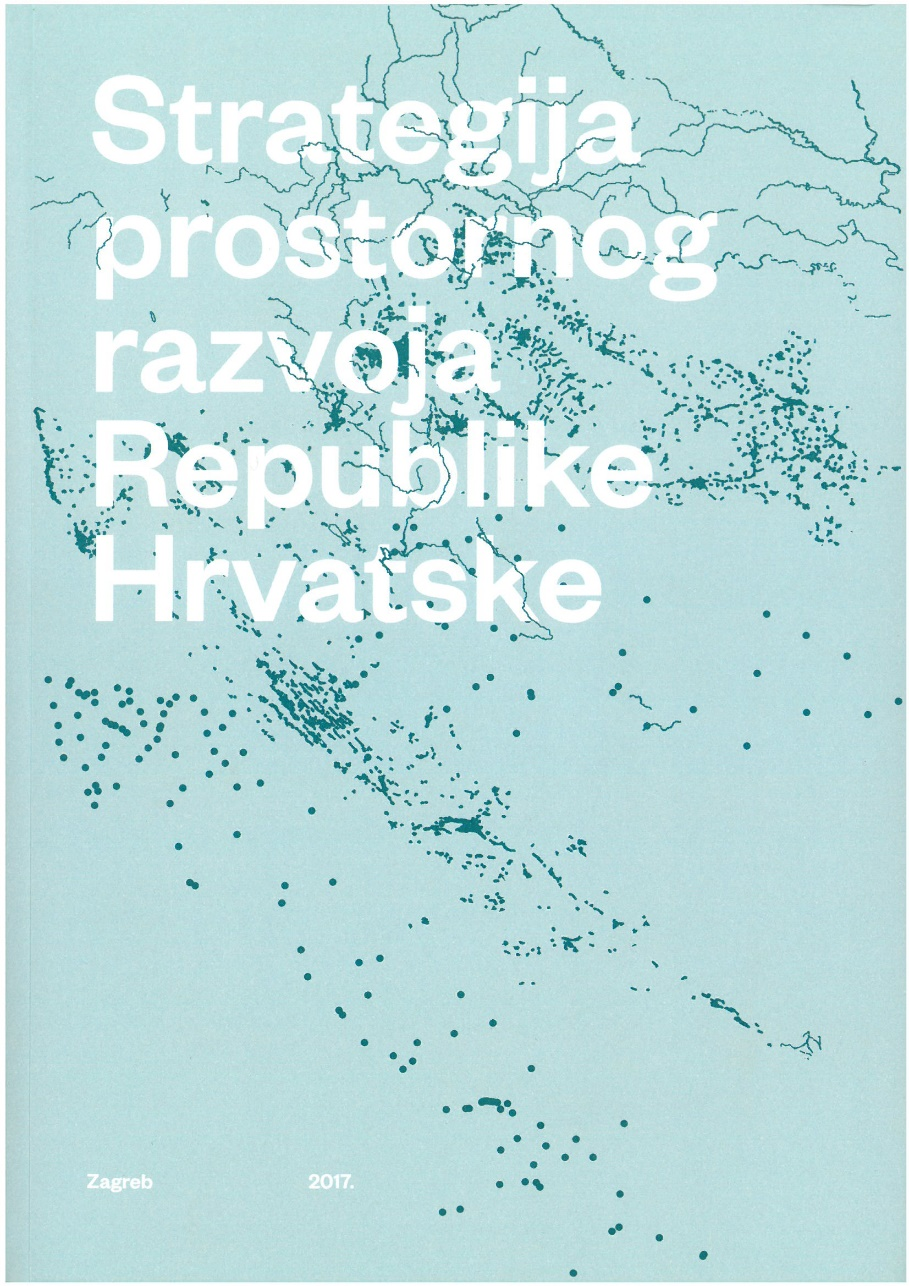 Strategija
prostornog
razvoja
Republike
Hrvatske
Zagreb 2017.